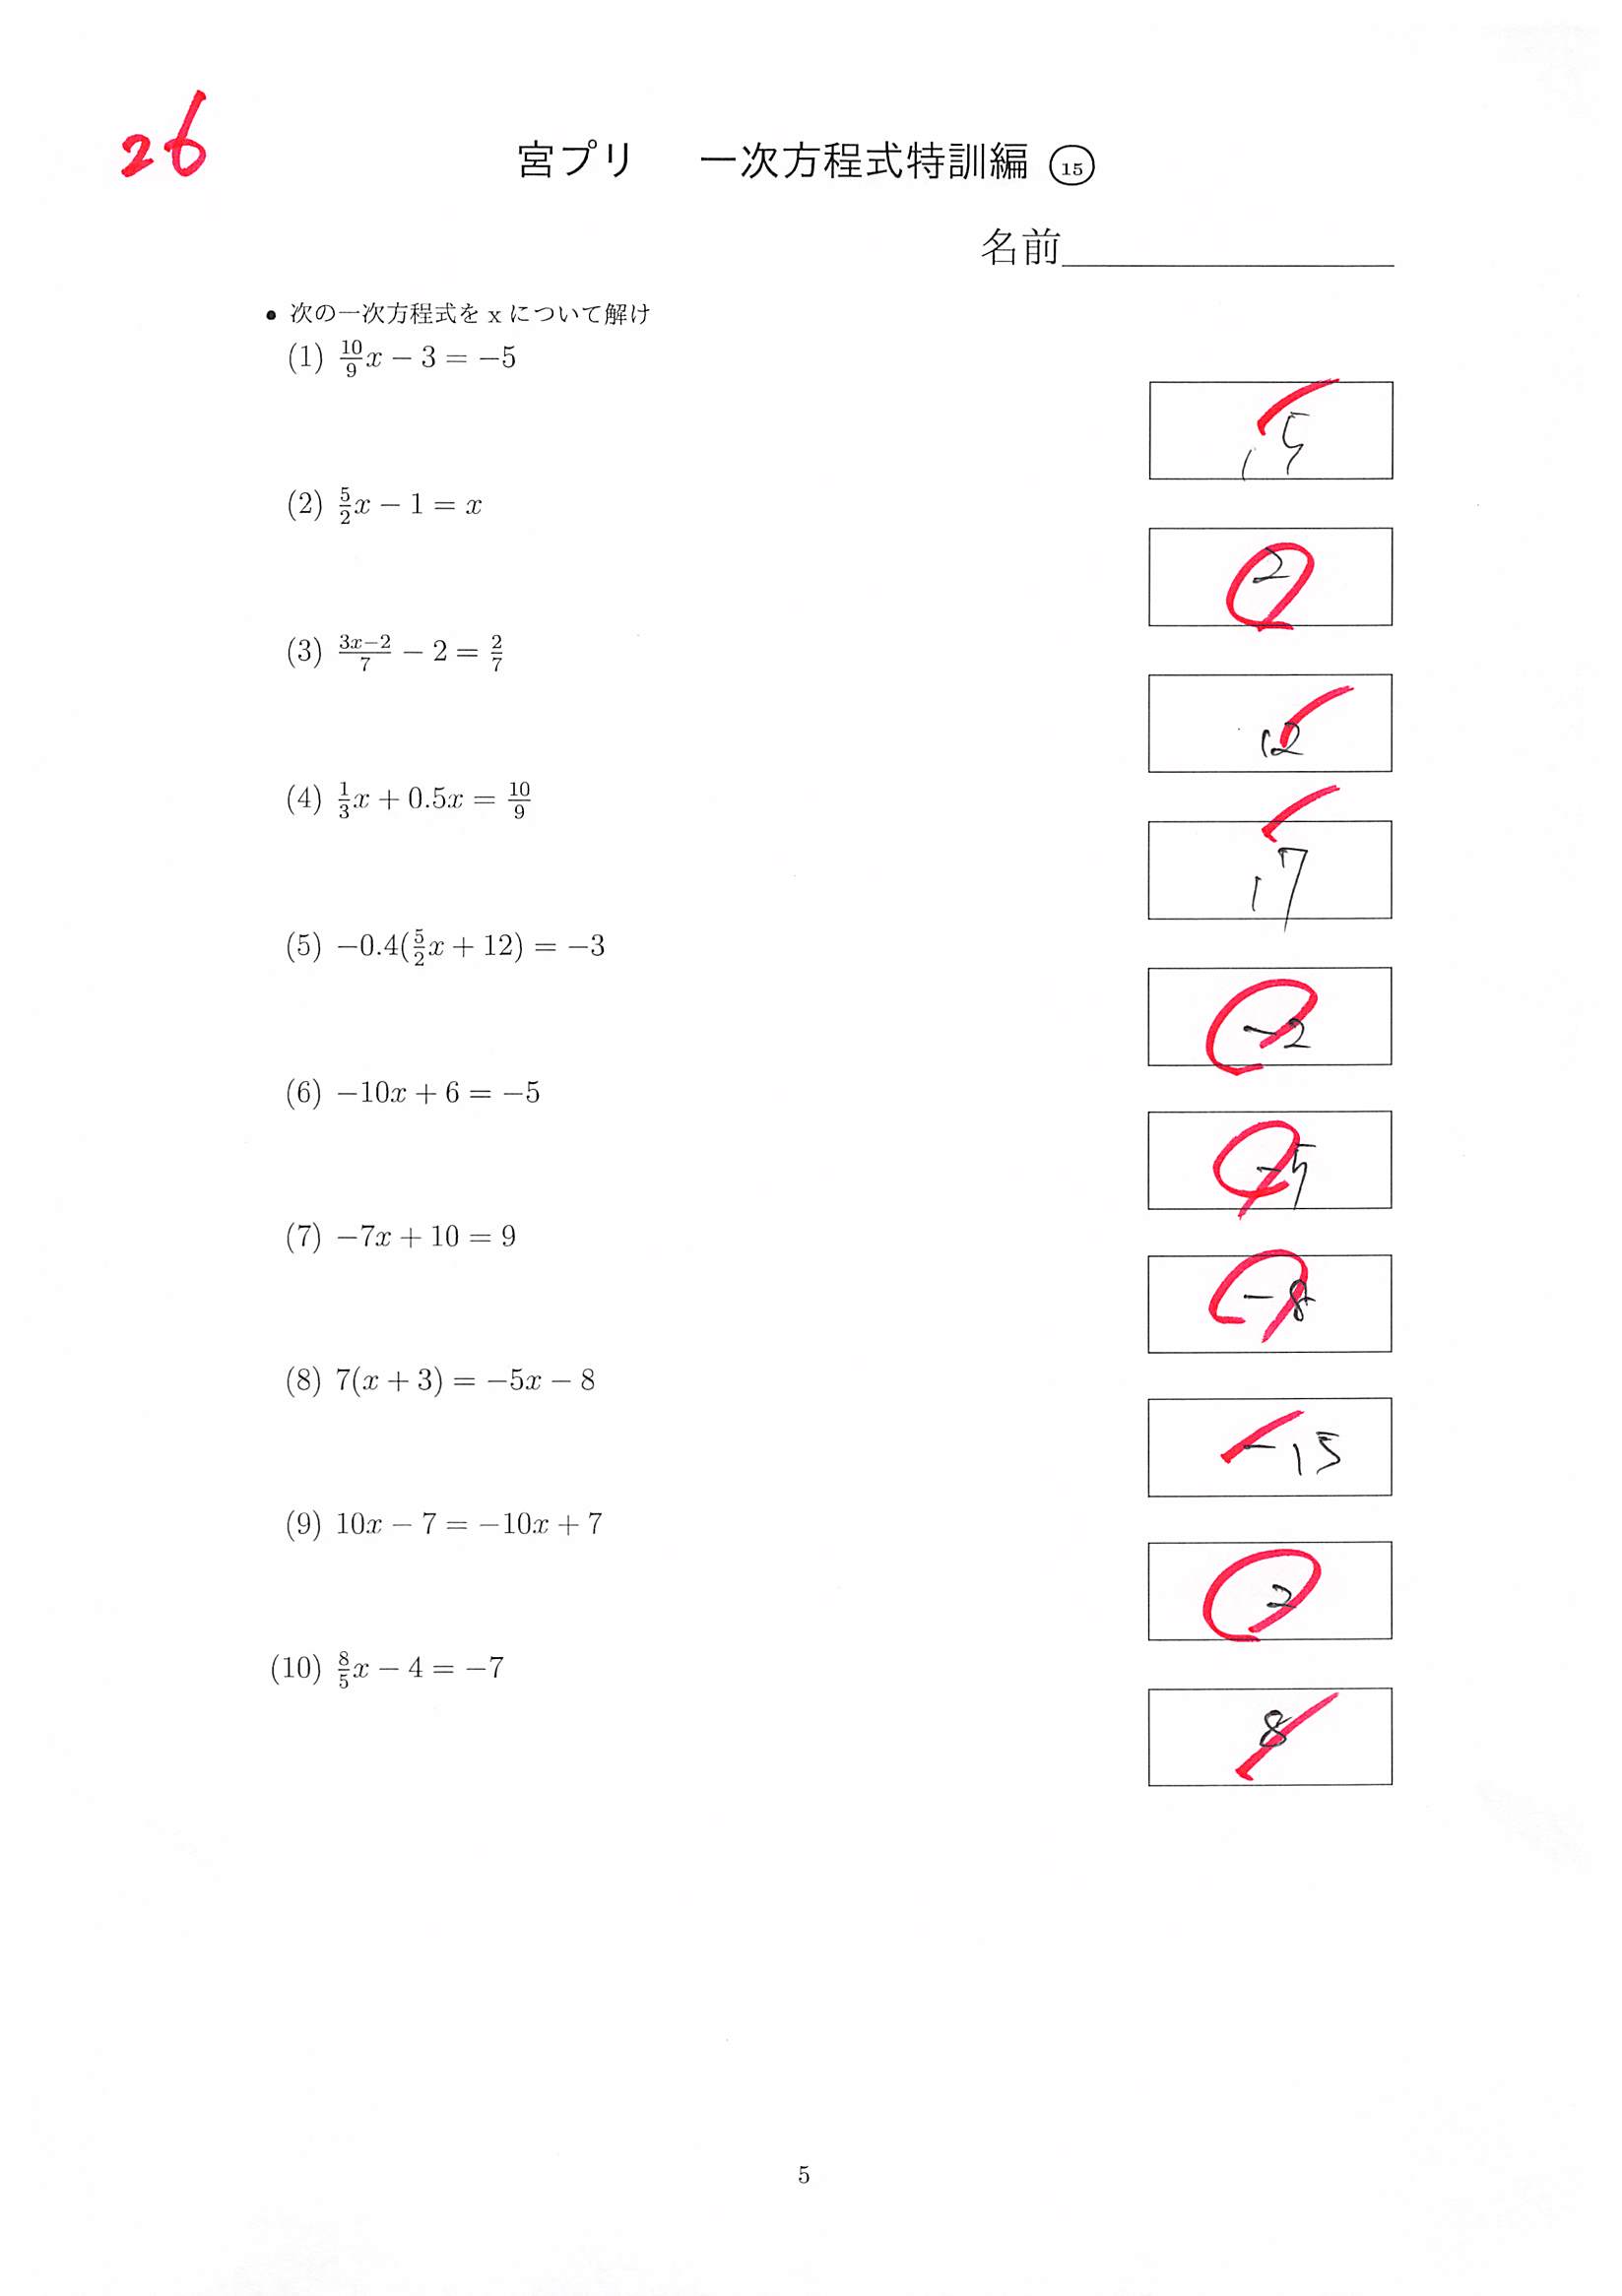 26
宮プリ 一次方程式特訓編 ⑮
名前
• 次の一次方程式を x について解け
(1) \frac{10}{9}x − 3 = −5
15
(2) \frac{5}{2}x − 1 = x
2
(3) \frac{3x−2}{7} − 2 = \frac{2}{7}
12
(4) \frac{1}{3}x + 0.5x = \frac{10}{9}
17
(5) −0.4(\frac{5}{2}x + 12) = −3
−2
(6) −10x + 6 = −5
−5
(7) −7x + 10 = 9
−8
(8) 7(x + 3) = −5x − 8
−15
(9) 10x − 7 = −10x + 7
2
(10) \frac{8}{5}x − 4 = −7
8
5